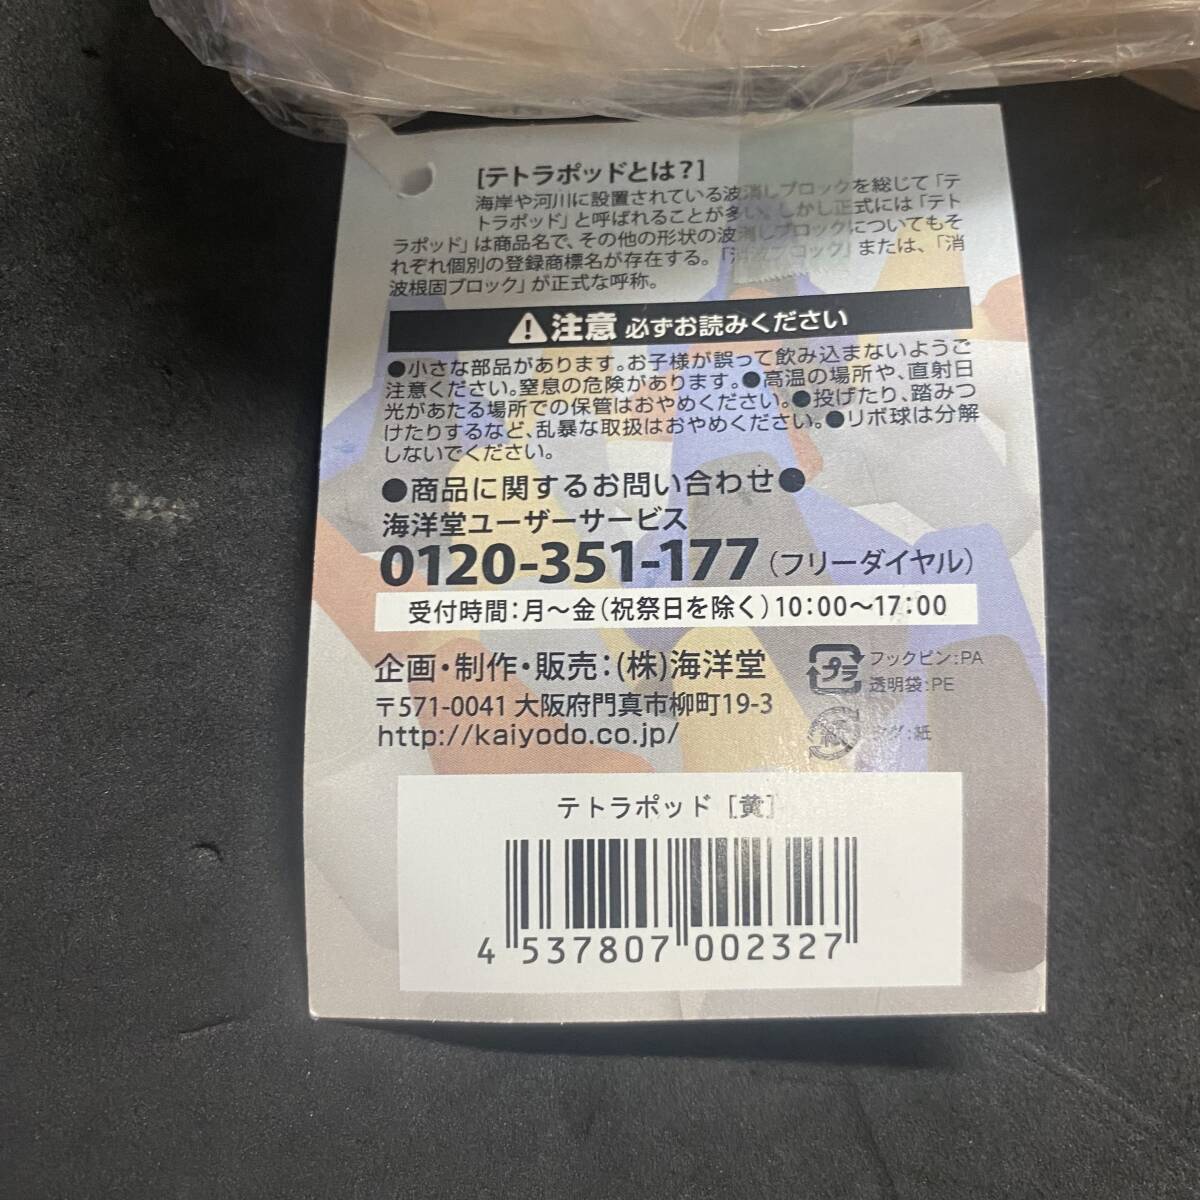 [テトラポッドとは？]
海岸や河川に設置されている波消しブロックを総じて「テ
トラポッド」と呼ばれることが多い。しかし正式には「テト
ラポッド」は商品名で、その他の形状の波消しブロックについてもそ
れぞれ個別の登録商標名が存在する。「消波ブロック」または、「消
波根固ブロック」が正式な呼称。
注意 必ずお読みください
●小さな部品があります。お子様が誤って飲み込まないようご
注意ください。窒息の危険があります。●高温の場所や、直射日
光があたる場所での保管はおやめください。●投げたり、踏みつ
けたりするなど、乱暴な取扱はおやめください。●リボ球は分解
しないでください。
●商品に関するお問い合わせ●
海洋堂ユーザーサービス
0120-351-177(フリーダイヤル)
受付時間:月〜金(祝祭日を除く)10:00〜17:00
企画・制作・販売:(株)海洋堂
〒571-0041 大阪府門真市柳町19-3
http://kaiyodo.co.jp/
プラ
フックピン:PA
透明袋:PE
紙
タグ:紙
テトラポッド [黄]
4 537807 002327